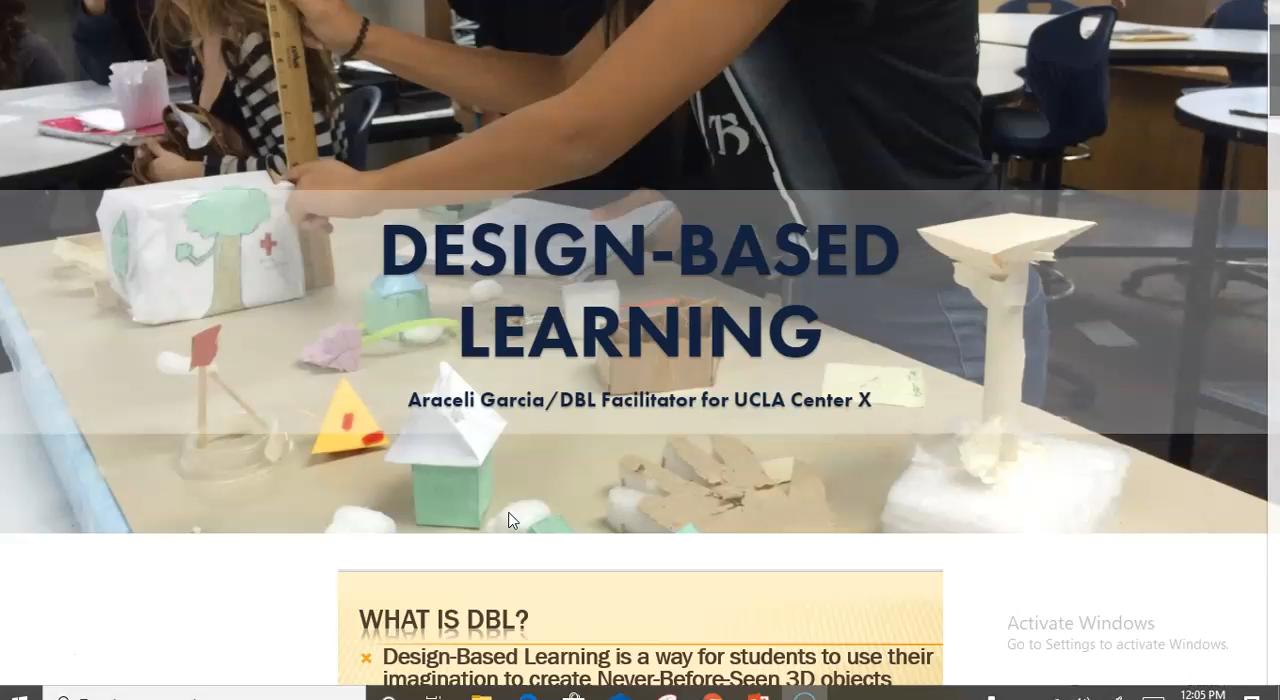 B
DESIGN-BASED
LEARNING
Araceli Garcia/DBL Facilitator for UCLA Center X
WHAT IS DBL?
Design-Based Learning is a way for students to use their
imagination to create Never-Before-Seen 3D objects
Activate Windows
Go to Settings to activate Windows.
12:05 PM